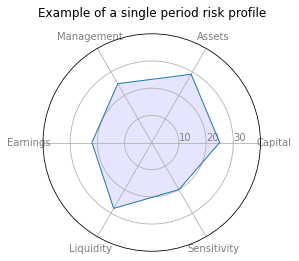 Example of a single period risk profile
Management
Assets
Earnings
10
20
30
Capital
Liquidity
Sensitivity